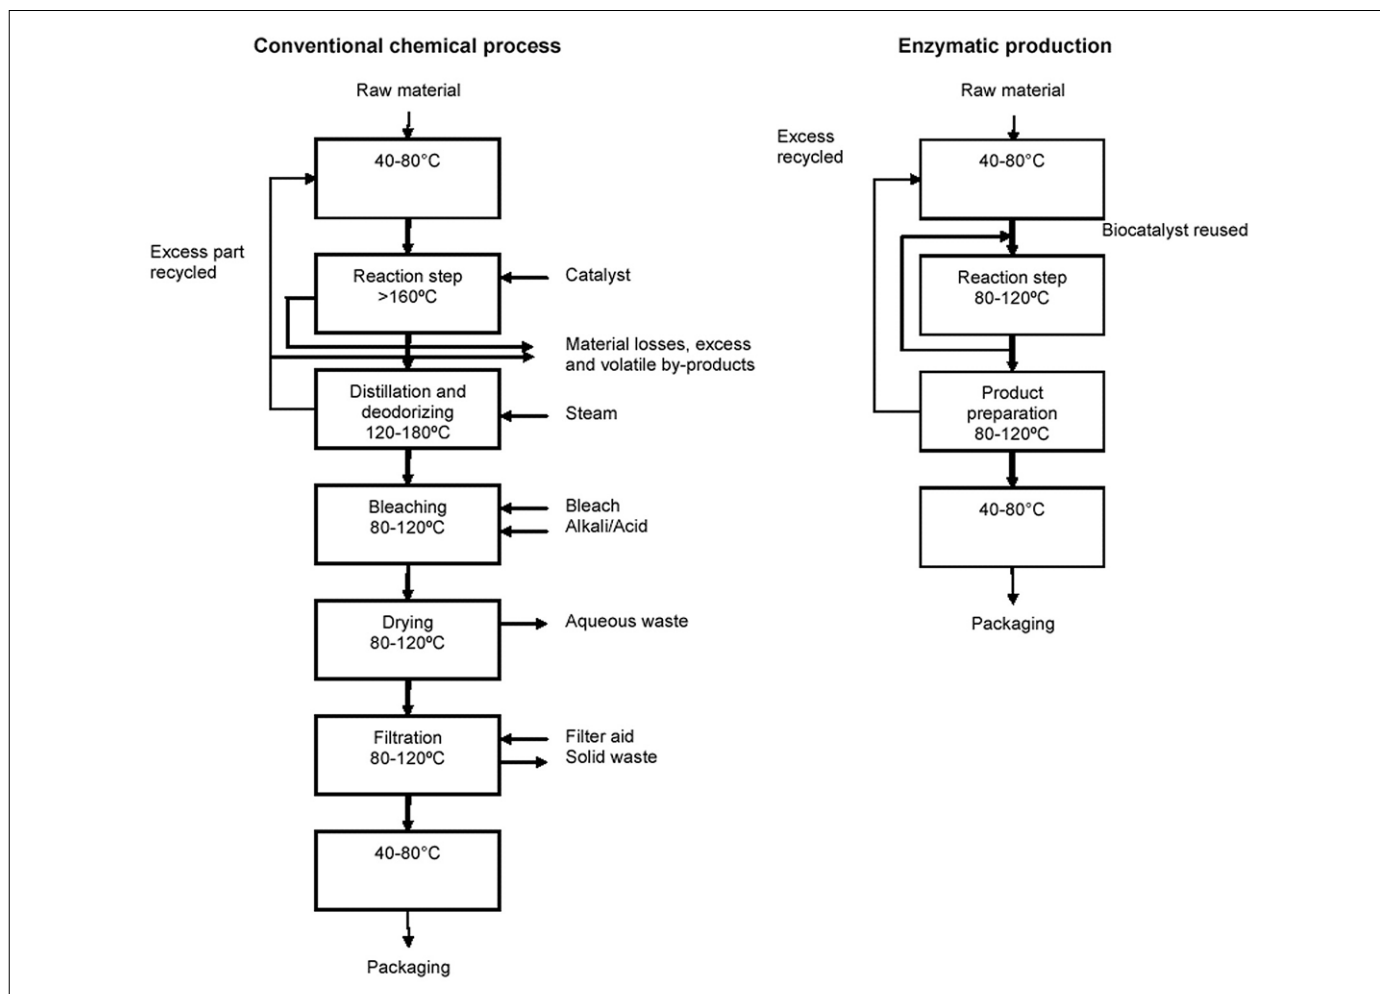 Conventional chemical process
Raw material
40-80°C
Excess part
recycled
Reaction step
>160ºC
Catalyst
Material losses, excess
and volatile by-products
Distillation and
deodorizing
120-180ºC
Steam
Bleaching
80-120ºC
Bleach
Alkali/Acid
Drying
80-120ºC
Aqueous waste
Filtration
80-120ºC
Filter aid
Solid waste
40-80°C
Packaging
Enzymatic production
Raw material
Excess
recycled
40-80°C
Biocatalyst reused
Reaction step
80-120ºC
Product
preparation
80-120ºC
40-80°C
Packaging